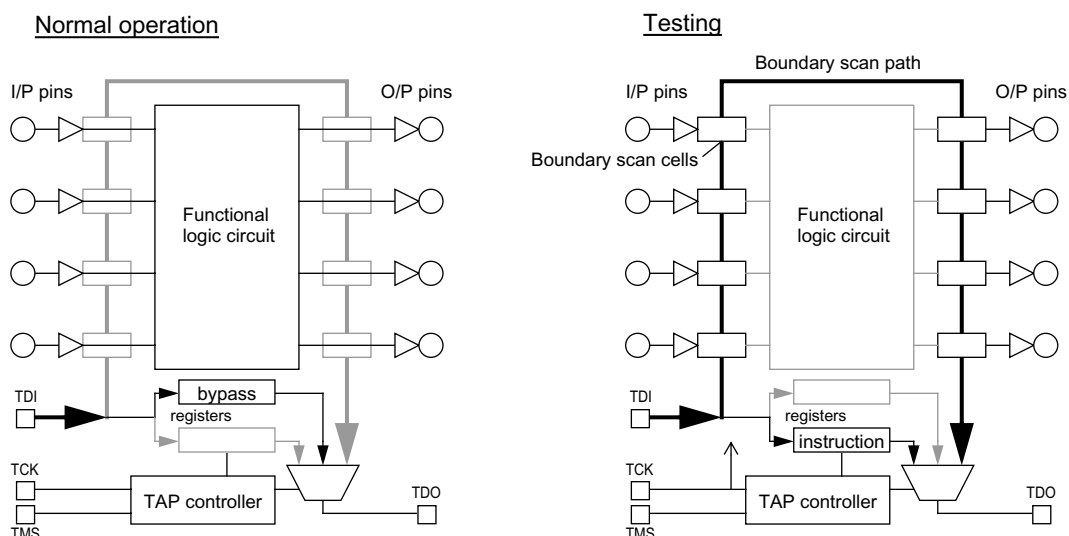 Normal operation
I/P pins
O/P pins
Functional
logic circuit
TDI
bypass
registers
TCK
TAP controller
TDO
TMS
Testing
Boundary scan path
I/P pins
O/P pins
Boundary scan cells
Functional
logic circuit
TDI
registers
instruction
TCK
TAP controller
TDO
TMS